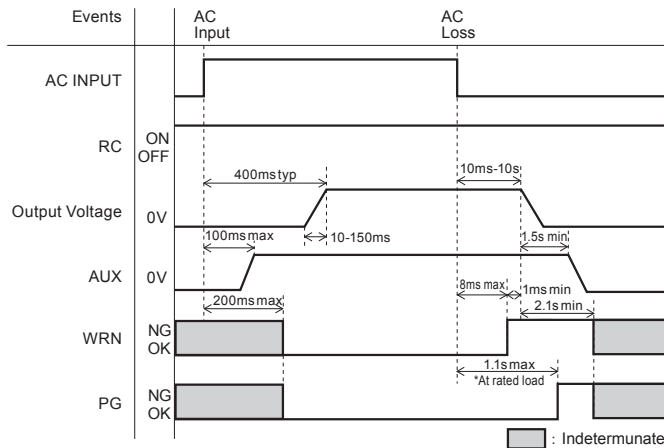 Events
AC
Input
AC
Loss
AC INPUT
RC
ON
OFF
400ms typ
10ms-10s
Output Voltage
0V
100ms max
10-150ms
1.5s min
AUX
0V
200ms max
8ms max
1ms min
2.1s min
WRN
NG
OK
1.1s max
*At rated load
PG
NG
OK
: Indetermunate